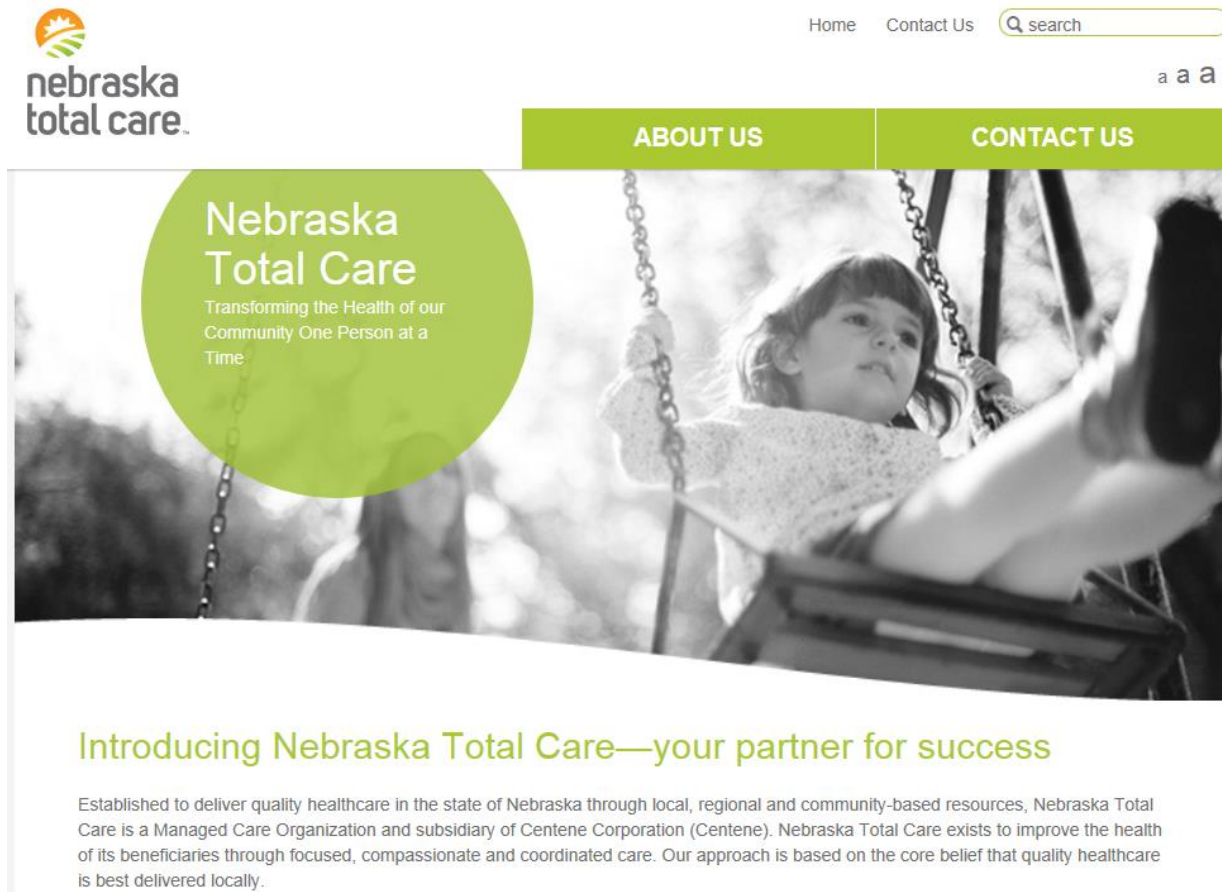 Home Contact Us search
nebraska
total care™
a a a
ABOUT US CONTACT US
Nebraska
Total Care
Transforming the Health of our
Community One Person at a
Time
Introducing Nebraska Total Care—your partner for success
Established to deliver quality healthcare in the state of Nebraska through local, regional and community-based resources, Nebraska Total
Care is a Managed Care Organization and subsidiary of Centene Corporation (Centene). Nebraska Total Care exists to improve the health
of its beneficiaries through focused, compassionate and coordinated care. Our approach is based on the core belief that quality healthcare
is best delivered locally.